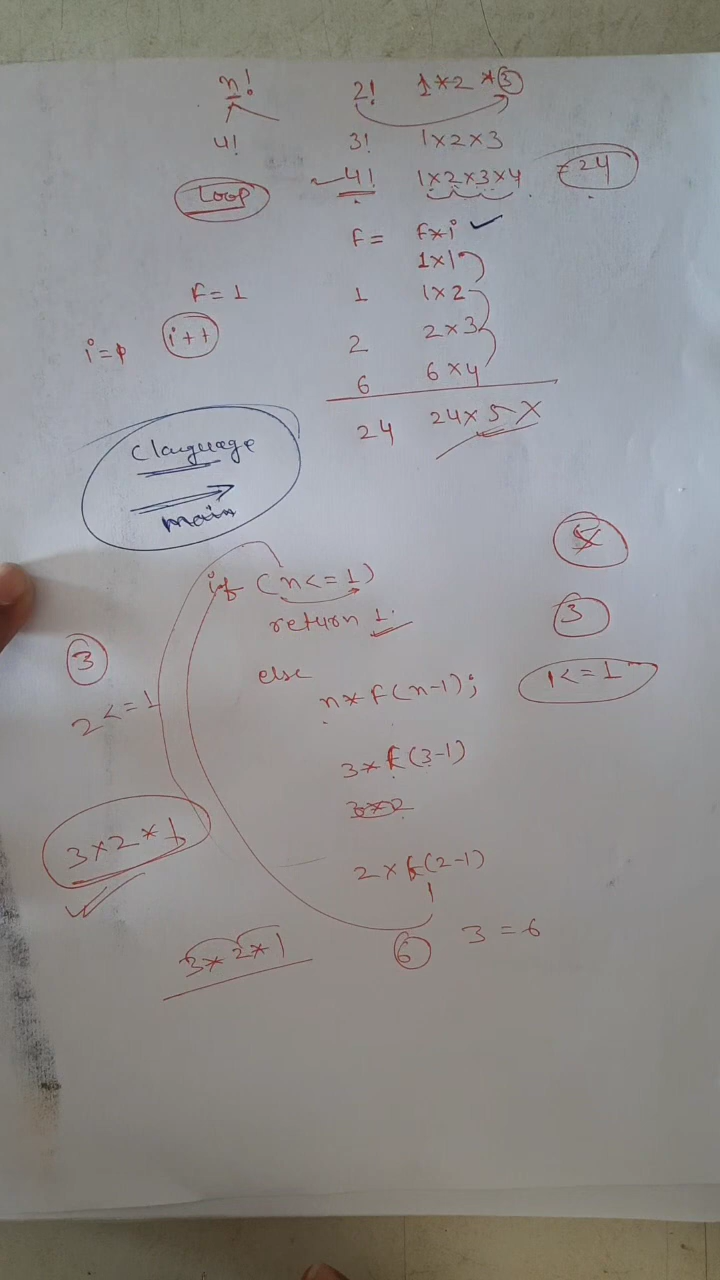 n! 2! 1*2*3
4! 3! 1×2×3
Loop 4! 1×2×3×4 = 24
F = F×i
1×1
F = 1 1 1×2
i = i++
2 2×3
6 6×4
24 24×5 ×
C language
main
5
if (n<=1)
return 1.
3
3
else
n*F(n-1);
1<=1
2<=1
3*F(3-1)
3*2
3×2*1
2×F(2-1)
1
3*2*1
6 3 = 6